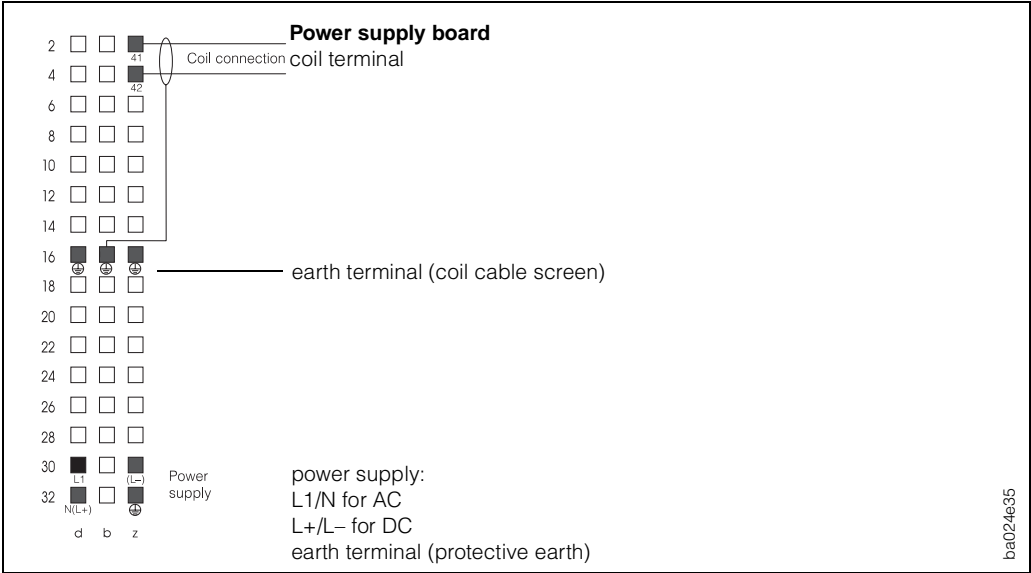 Power supply board
2
41
Coil connection coil terminal
4
42
6
8
10
12
14
16
earth terminal (coil cable screen)
18
20
22
24
26
28
30
L1 (L–)
Power supply
32
N(L+)
d b z
power supply:
L1/N for AC
L+/L– for DC
earth terminal (protective earth)
ba024e35